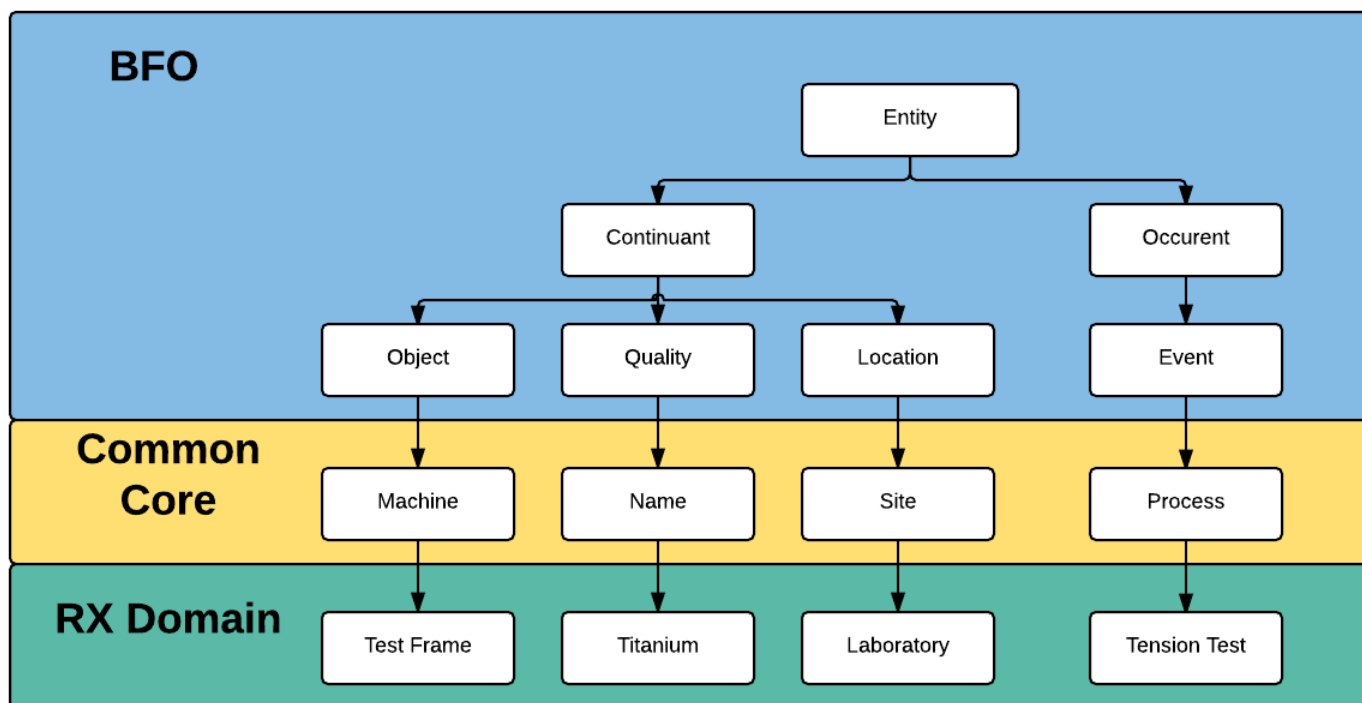 BFO
Entity
Continuant
Occurent
Object
Quality
Location
Event
Common
Core
Machine
Name
Site
Process
RX Domain
Test Frame
Titanium
Laboratory
Tension Test